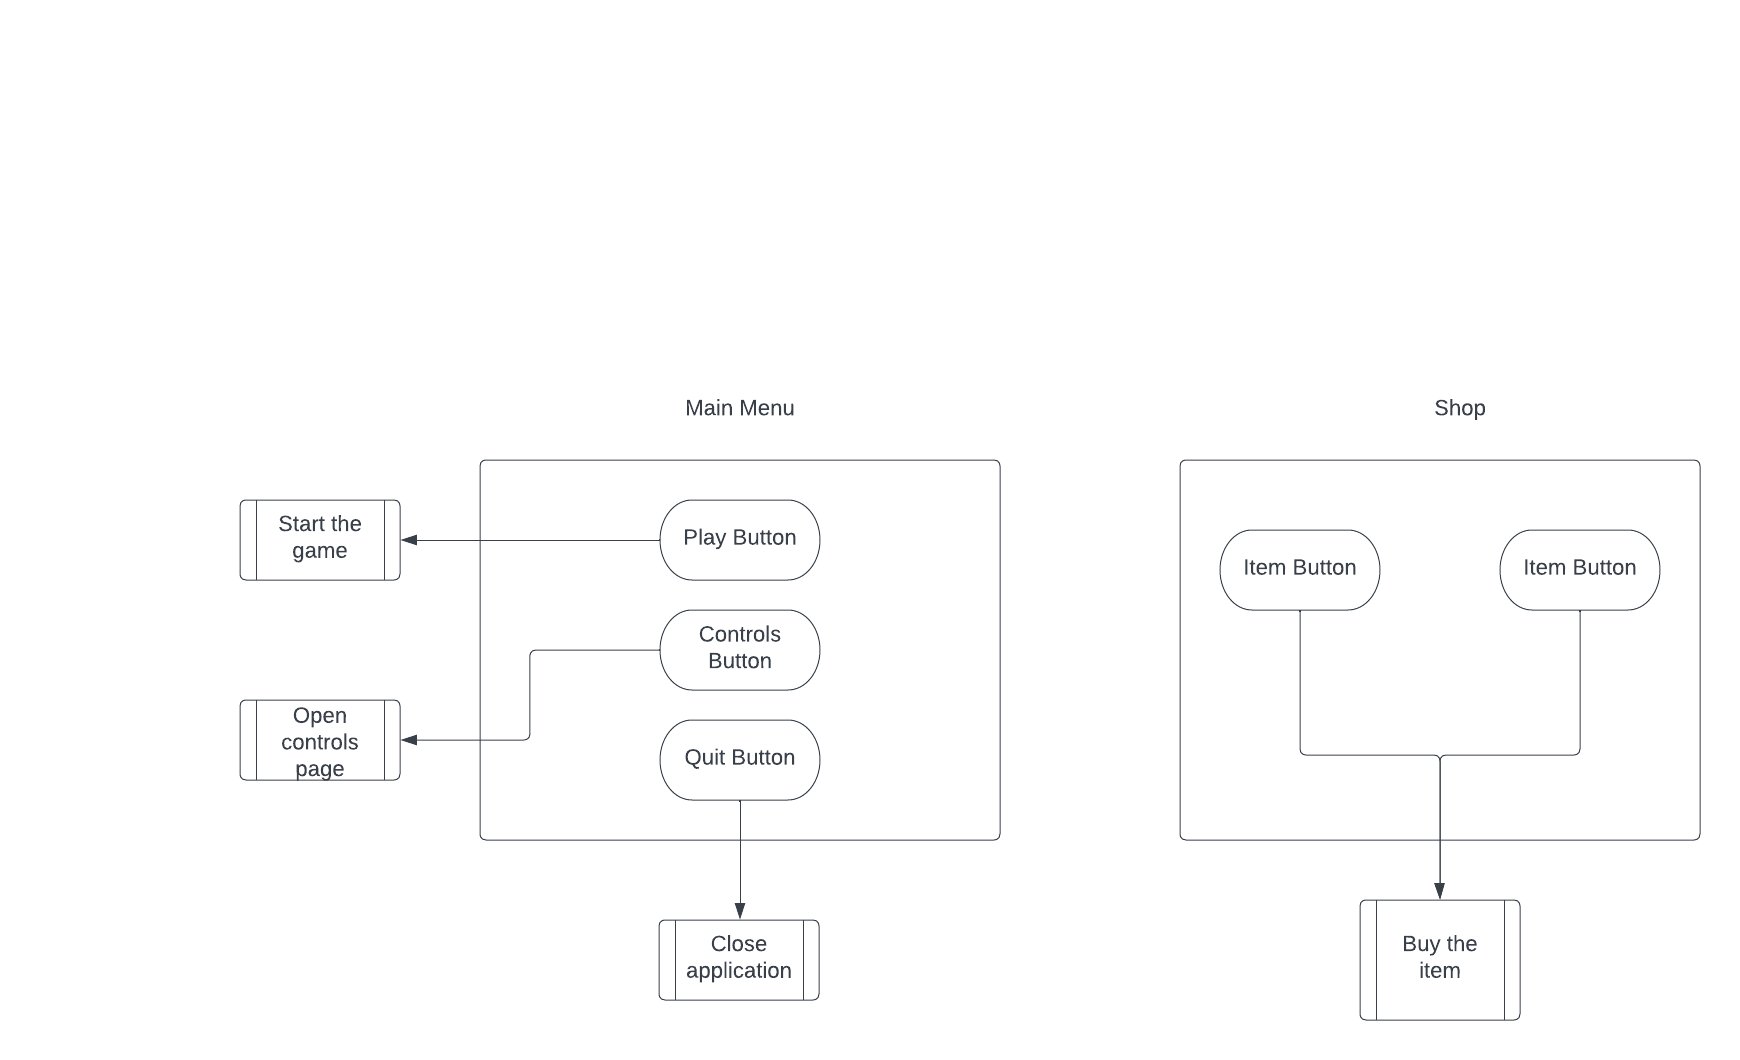 Main Menu
Shop
Start the
game
Play Button
Controls
Button
Open
controls
page
Quit Button
Close
application
Item Button
Item Button
Buy the
item